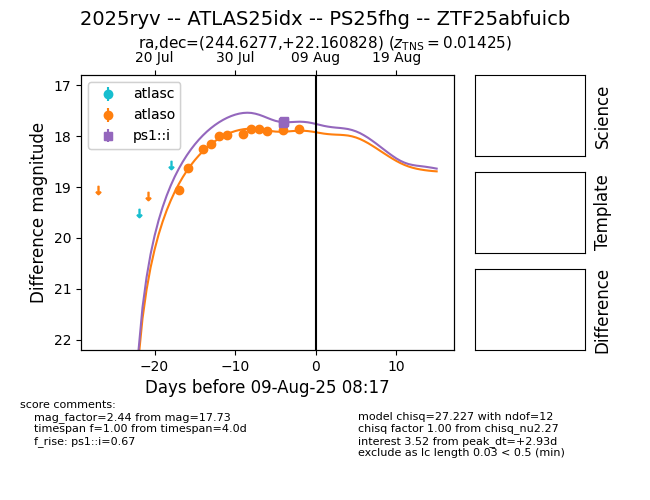 2025ryv -- ATLAS25idx -- PS25fhg -- ZTF25abfuicb
ra,dec=(244.6277,+22.160828) (z_TNS = 0.01425)
20 Jul 30 Jul 09 Aug 19 Aug
17
18
19
20
21
22
Difference magnitude
atlasc
atlaso
ps1::i
−20 −10 0 10
Days before 09-Aug-25 08:17
Science
Template
Difference
score comments:
mag_factor=2.44 from mag=17.73
timespan f=1.00 from timespan=4.0d
f_rise: ps1::i=0.67
model chisq=27.227 with ndof=12
chisq factor 1.00 from chisq_nu2.27
interest 3.52 from peak_dt=+2.93d
exclude as lc length 0.03 < 0.5 (min)